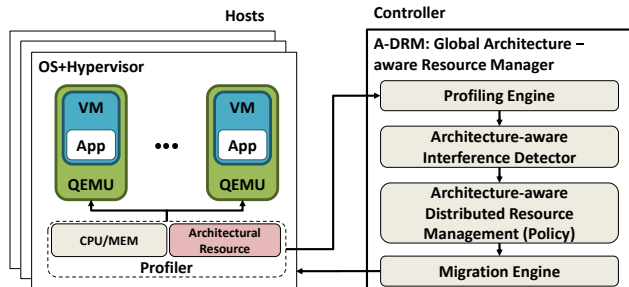 Hosts
OS+Hypervisor
VM
App
QEMU
•••
VM
App
QEMU
CPU/MEM
Architectural
Resource
Profiler
Controller
A-DRM: Global Architecture –
aware Resource Manager
Profiling Engine
Architecture-aware
Interference Detector
Architecture-aware
Distributed Resource
Management (Policy)
Migration Engine